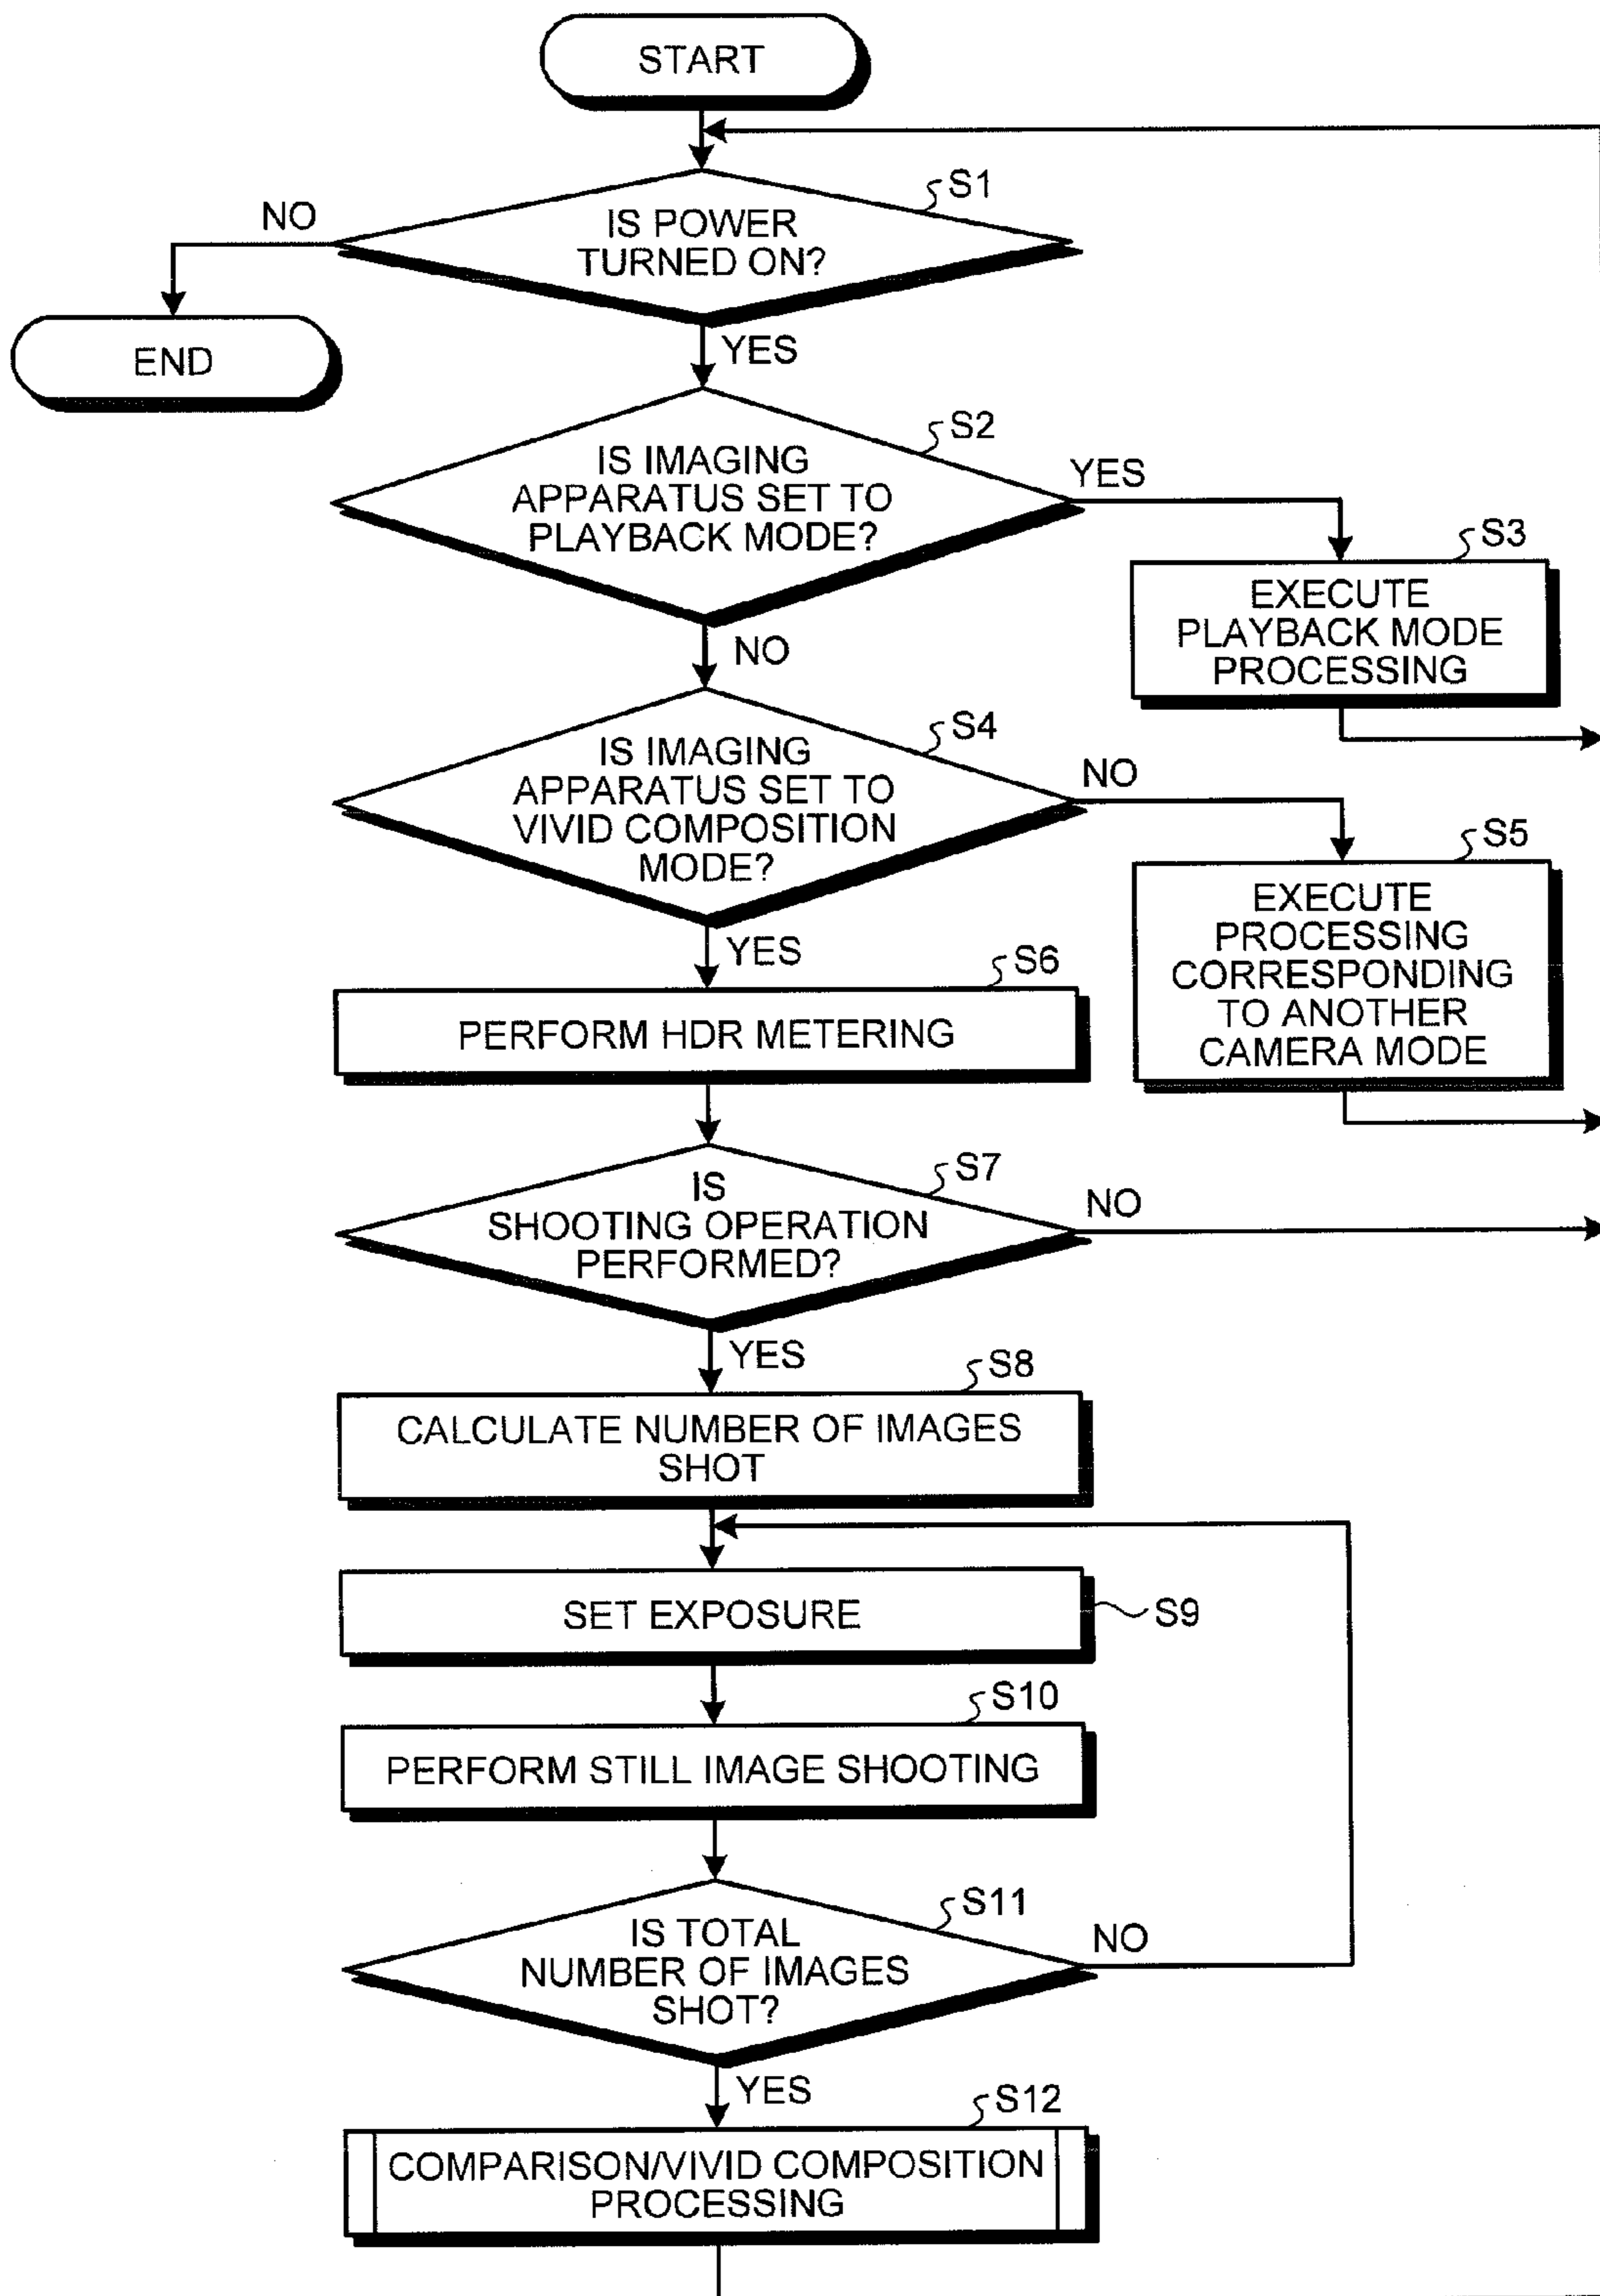 START
S1
NO
IS POWER
TURNED ON?
END
YES
S2
IS IMAGING
APPARATUS SET TO
PLAYBACK MODE?
YES
S3
EXECUTE
PLAYBACK MODE
PROCESSING
NO
S4
IS IMAGING
APPARATUS SET TO
VIVID COMPOSITION
MODE?
NO
S5
EXECUTE
PROCESSING
CORRESPONDING
TO ANOTHER
CAMERA MODE
YES
S6
PERFORM HDR METERING
S7
IS
SHOOTING OPERATION
PERFORMED?
NO
YES
S8
CALCULATE NUMBER OF IMAGES
SHOT
SET EXPOSURE
S9
S10
PERFORM STILL IMAGE SHOOTING
S11
IS TOTAL
NUMBER OF IMAGES
SHOT?
NO
YES
S12
COMPARISON/VIVID COMPOSITION
PROCESSING